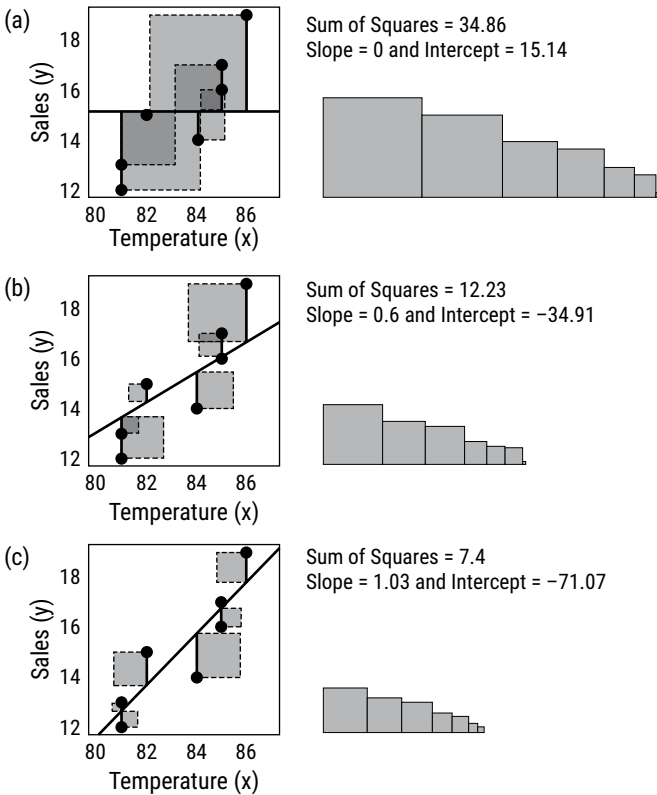 (a)
Sum of Squares = 34.86
Slope = 0 and Intercept = 15.14
Sales (y)
18
16
14
12
80 82 84 86
Temperature (x)
(b)
Sum of Squares = 12.23
Slope = 0.6 and Intercept = −34.91
Sales (y)
18
16
14
12
80 82 84 86
Temperature (x)
(c)
Sum of Squares = 7.4
Slope = 1.03 and Intercept = −71.07
Sales (y)
18
16
14
12
80 82 84 86
Temperature (x)